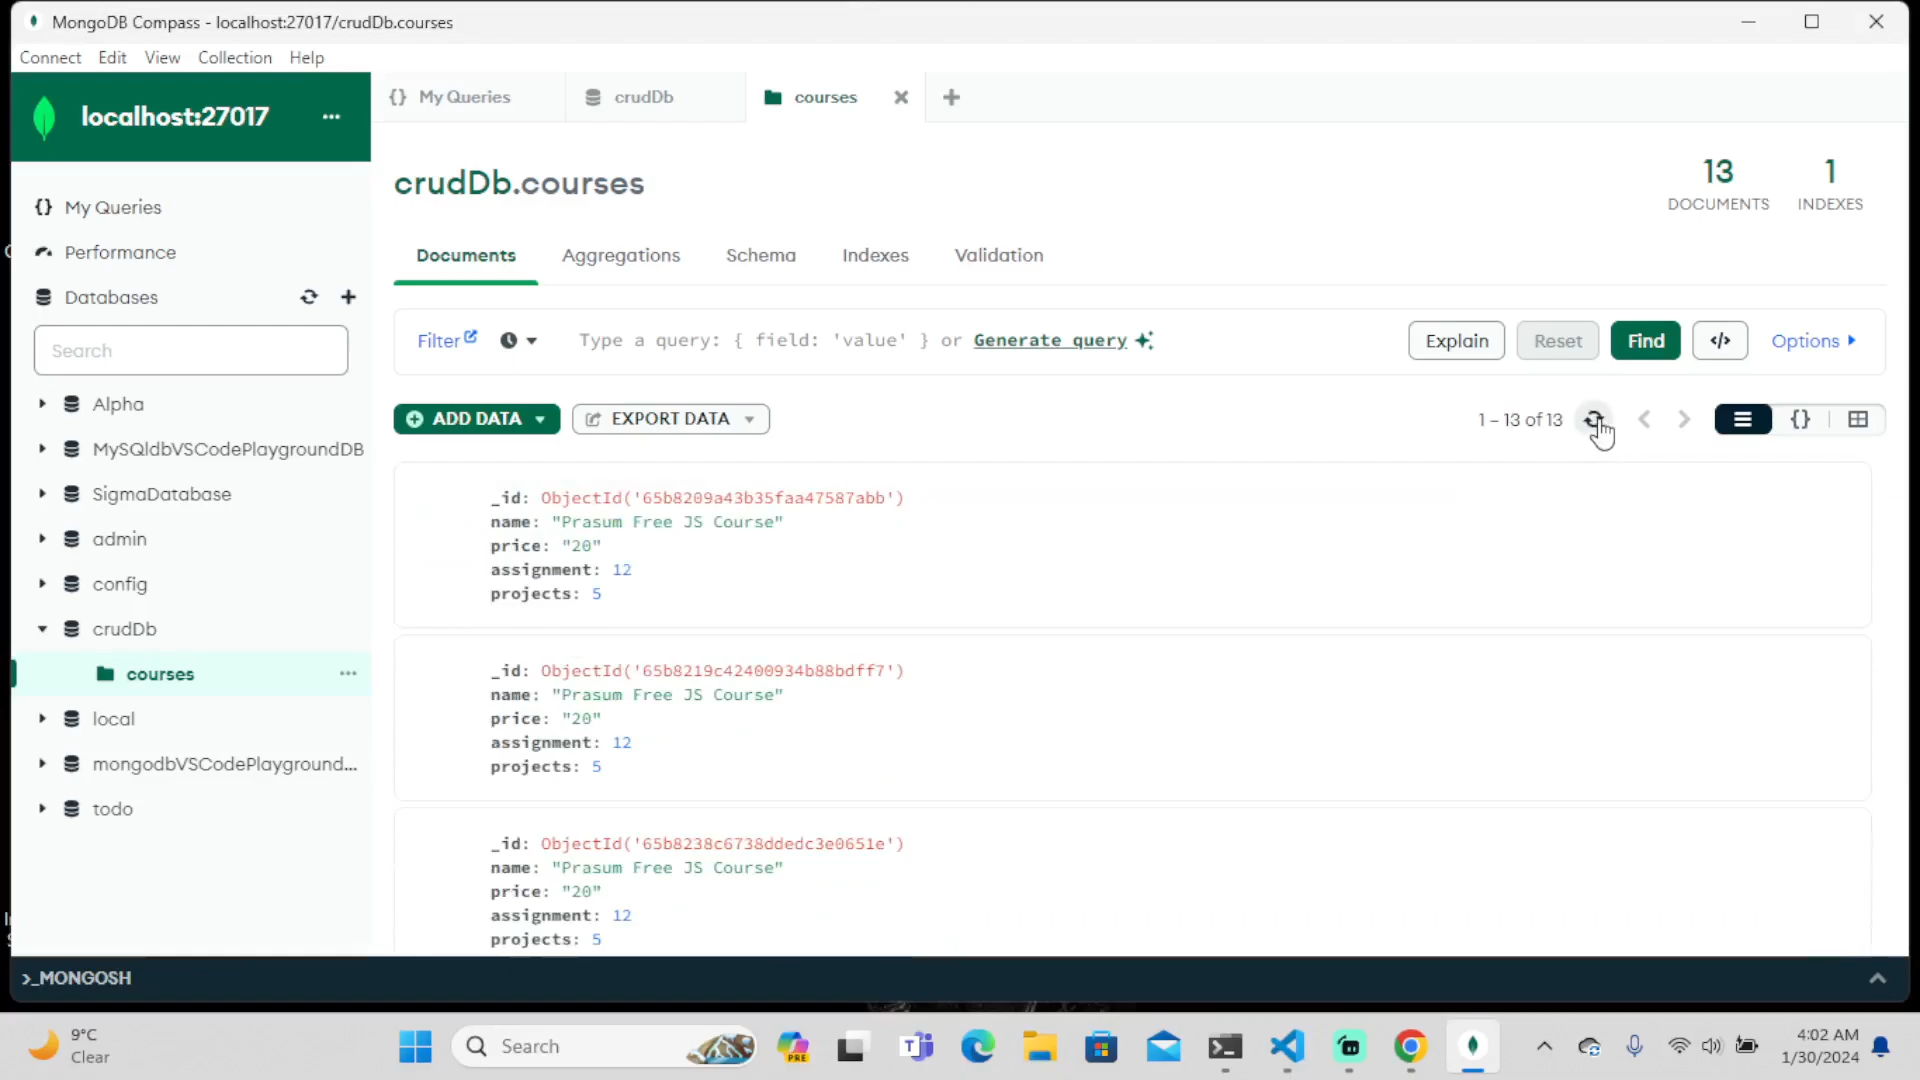 MongoDB Compass - localhost:27017/crudDb.courses
Connect Edit View Collection Help
localhost:27017 ...
{} My Queries
crudDb
courses
crudDb.courses
13
DOCUMENTS
1
INDEXES
{} My Queries
Performance
Databases
Search
Alpha
MySQldbVSCodePlaygroundDB
SigmaDatabase
admin
config
crudDb
courses ...
local
mongodbVSCodePlayground...
todo
Documents Aggregations Schema Indexes Validation
Filter Type a query: { field: 'value' } or Generate query Explain Reset Find </> Options
ADD DATA EXPORT DATA 1 – 13 of 13 {}
_id: ObjectId('65b8209a43b35faa47587abb')
name: "Prasum Free JS Course"
price: "20"
assignment: 12
projects: 5
_id: ObjectId('65b8219c42400934b88bdff7')
name: "Prasum Free JS Course"
price: "20"
assignment: 12
projects: 5
_id: ObjectId('65b8238c6738ddedc3e0651e')
name: "Prasum Free JS Course"
price: "20"
assignment: 12
projects: 5
>_MONGOSH
9°C
Clear
Search
PRE
4:02 AM
1/30/2024